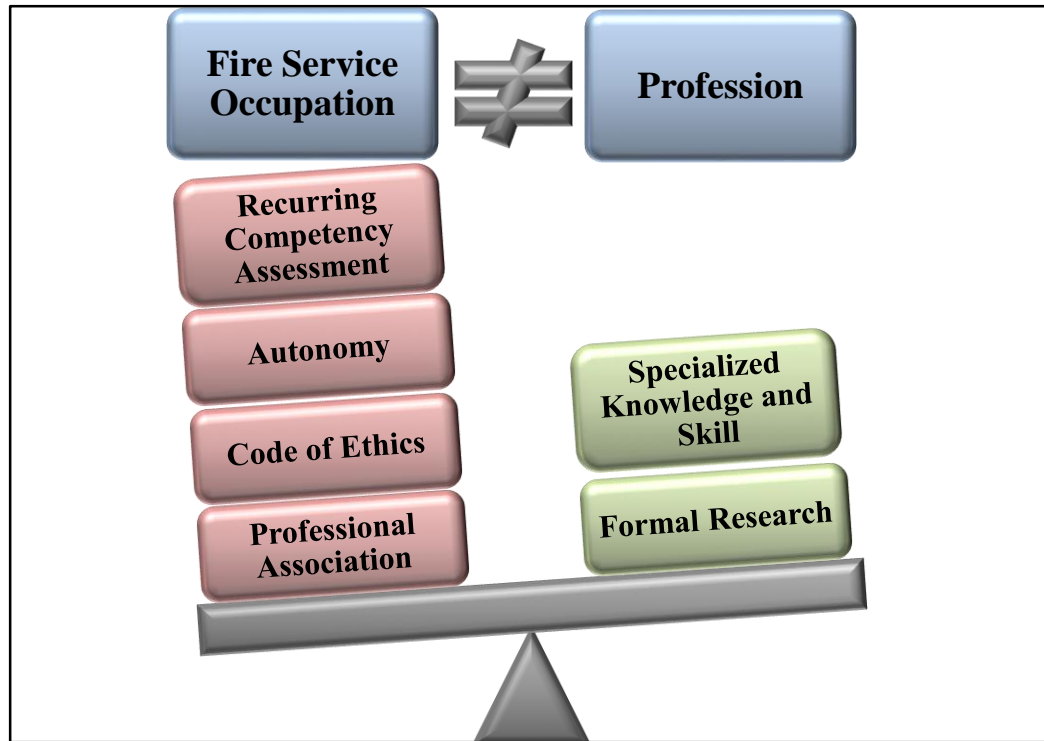 Fire Service
Occupation
Profession
Recurring
Competency
Assessment
Autonomy
Code of Ethics
Professional
Association
Specialized
Knowledge and
Skill
Formal Research